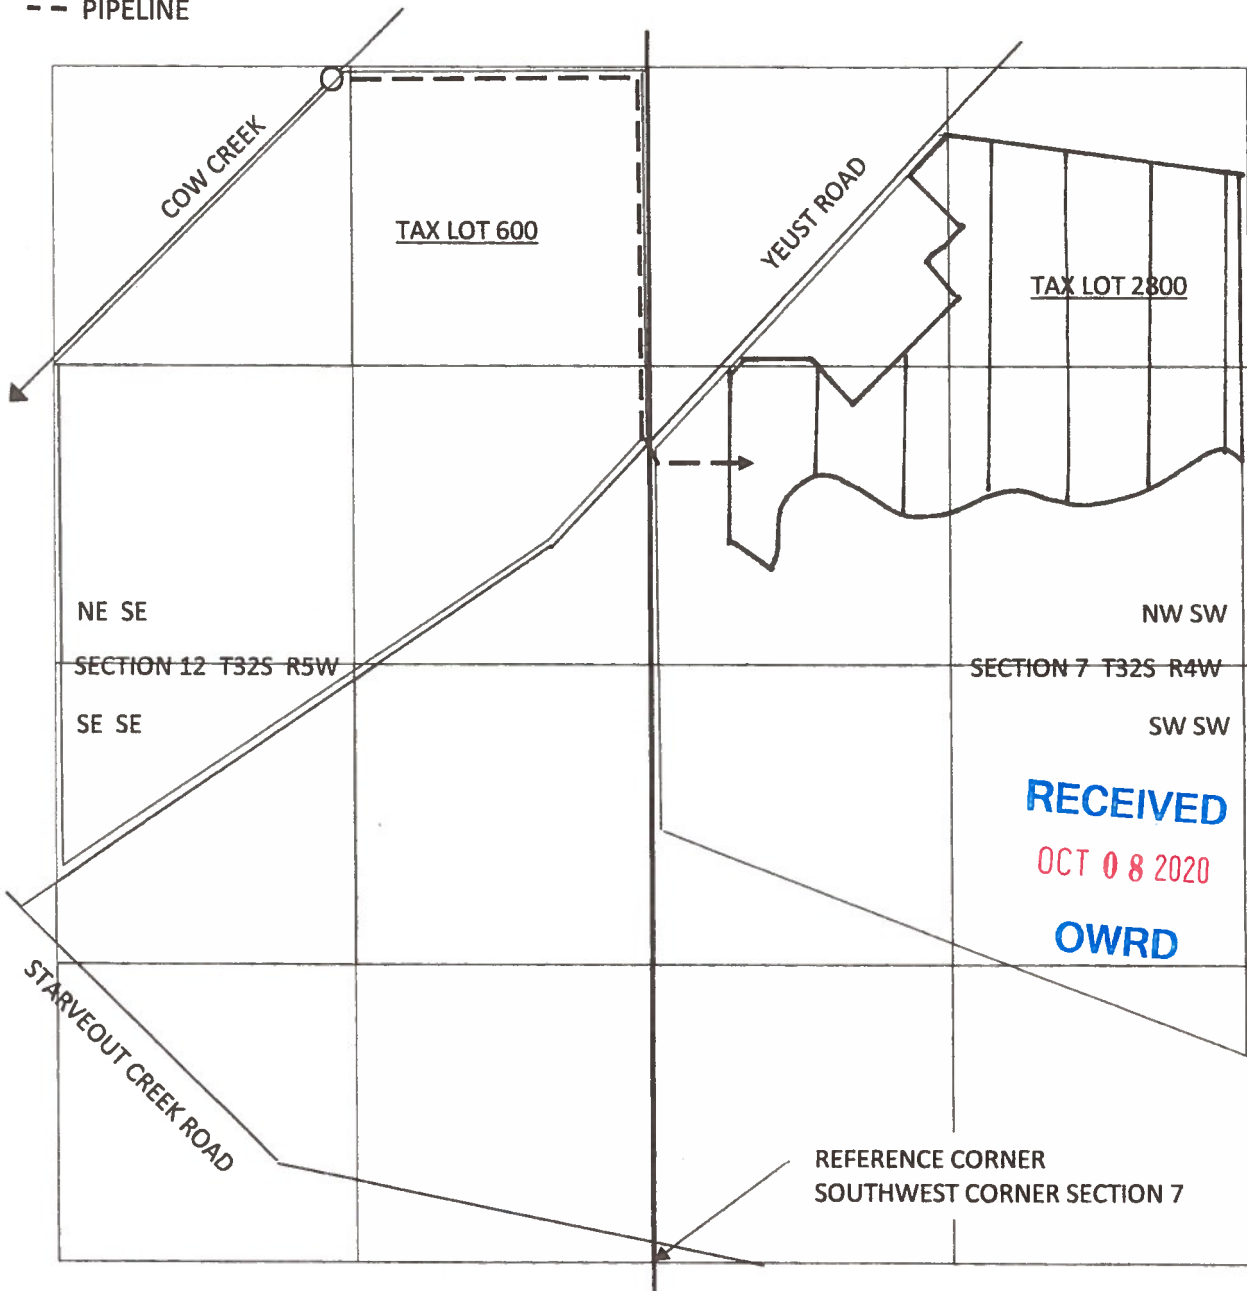 -- PIPELINE
COW CREEK
TAX LOT 600
YEUST ROAD
TAX LOT 2800
NE SE
SECTION 12 T32S R5W
SE SE
NW SW
SECTION 7 T32S R4W
SW SW
RECEIVED
OCT 08 2020
OWRD
STARVEOUT CREEK ROAD
REFERENCE CORNER
SOUTHWEST CORNER SECTION 7